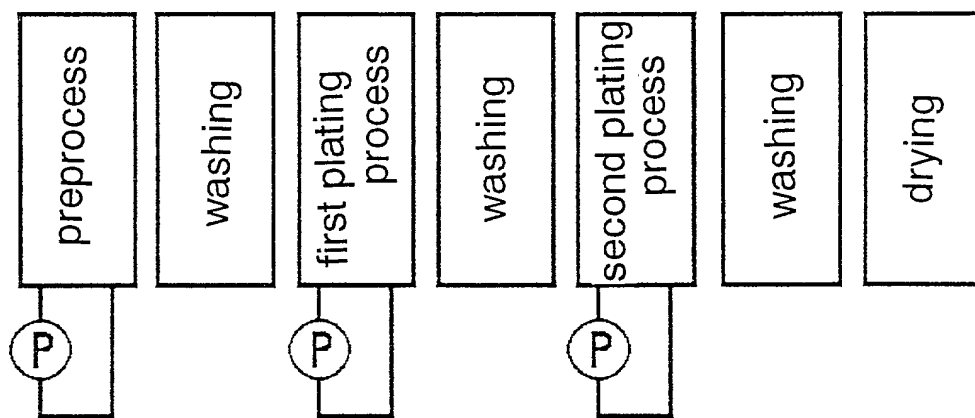 preprocess
washing
first plating
process
washing
second plating
process
washing
drying
P
P
P